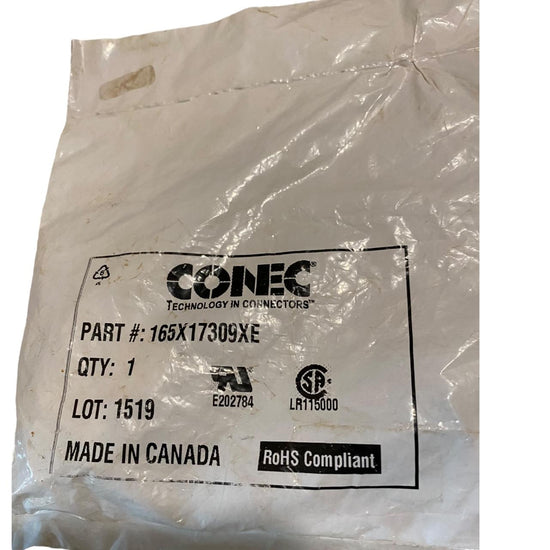 CONEC®
TECHNOLOGY IN CONNECTORS™
PART #: 165X17309XE
QTY: 1
E202784
LR115000
LOT: 1519
MADE IN CANADA
RoHS Compliant